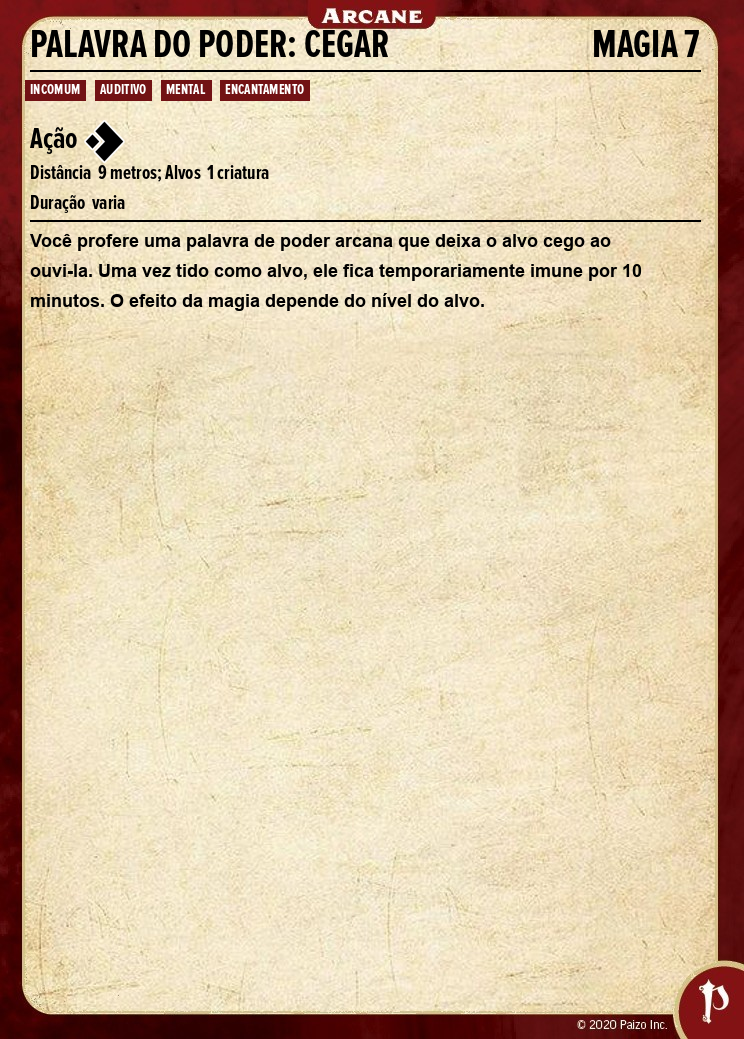 ARCANE
PALAVRA DO PODER: CEGAR MAGIA 7
INCOMUM AUDITIVO MENTAL ENCANTAMENTO
Ação
Distância 9 metros; Alvos 1 criatura
Duração varia
Você profere uma palavra de poder arcana que deixa o alvo cego ao
ouvi-la. Uma vez tido como alvo, ele fica temporariamente imune por 10
minutos. O efeito da magia depende do nível do alvo.
© 2020 Paizo Inc.